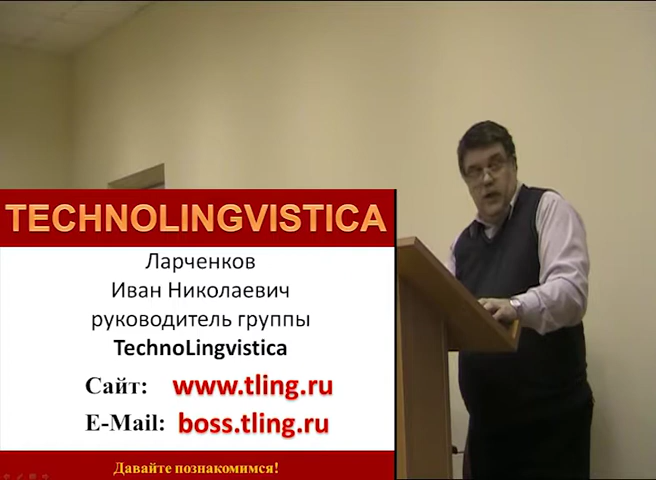 TECHNOLINGVISTICA
Ларченков
Иван Николаевич
руководитель группы
TechnoLingvistica
Сайт: www.tling.ru
E-Mail: boss.tling.ru
Давайте познакомимся!